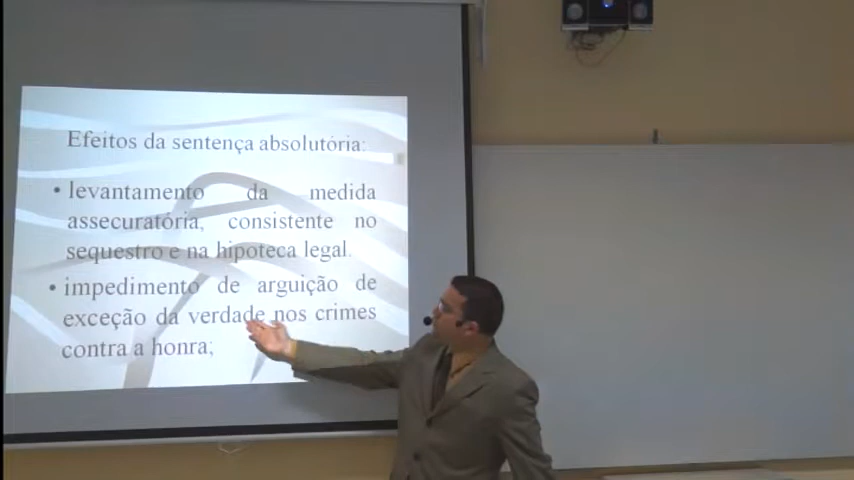 Efeitos da sentença absolutória:
• levantamento da medida
assecuratória, consistente no
sequestro e na hipoteca legal.
• impedimento de arguição de
exceção da verdade nos crimes
contra a honra;